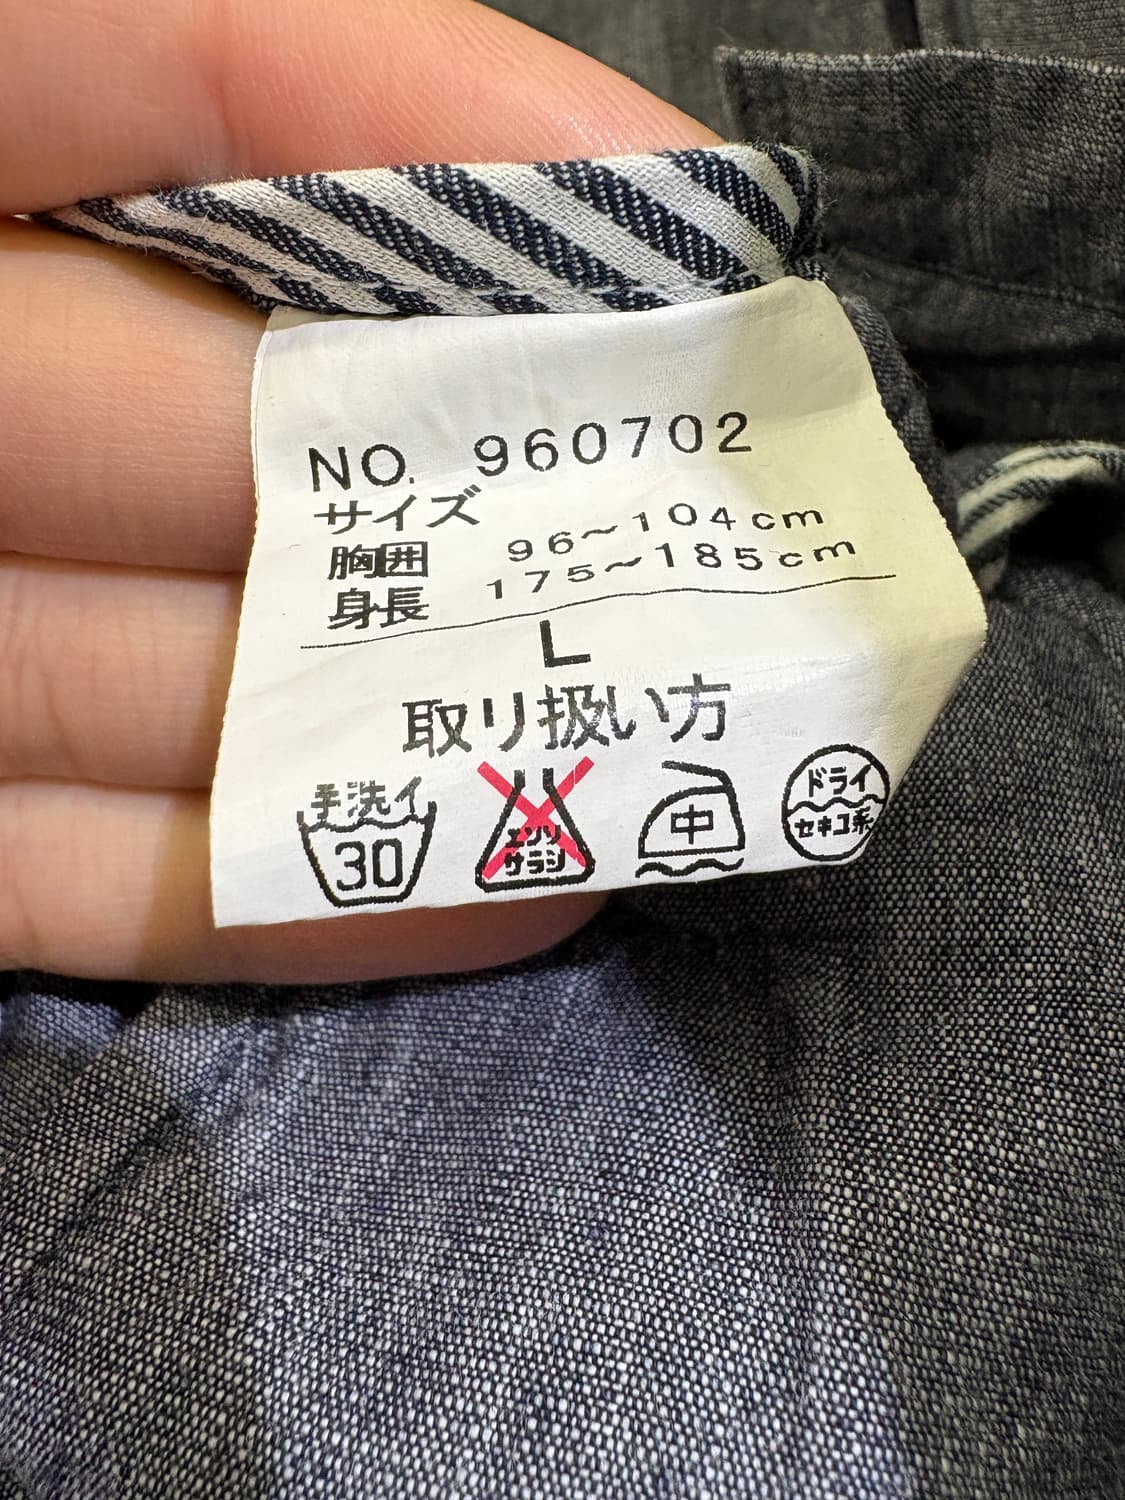 NO. 960702
サイズ
胸囲 96～104cm
身長 175～185cm
L
取り扱い方
手洗イ
30
エンソ
サラシ
中
ドライ
セキユ系